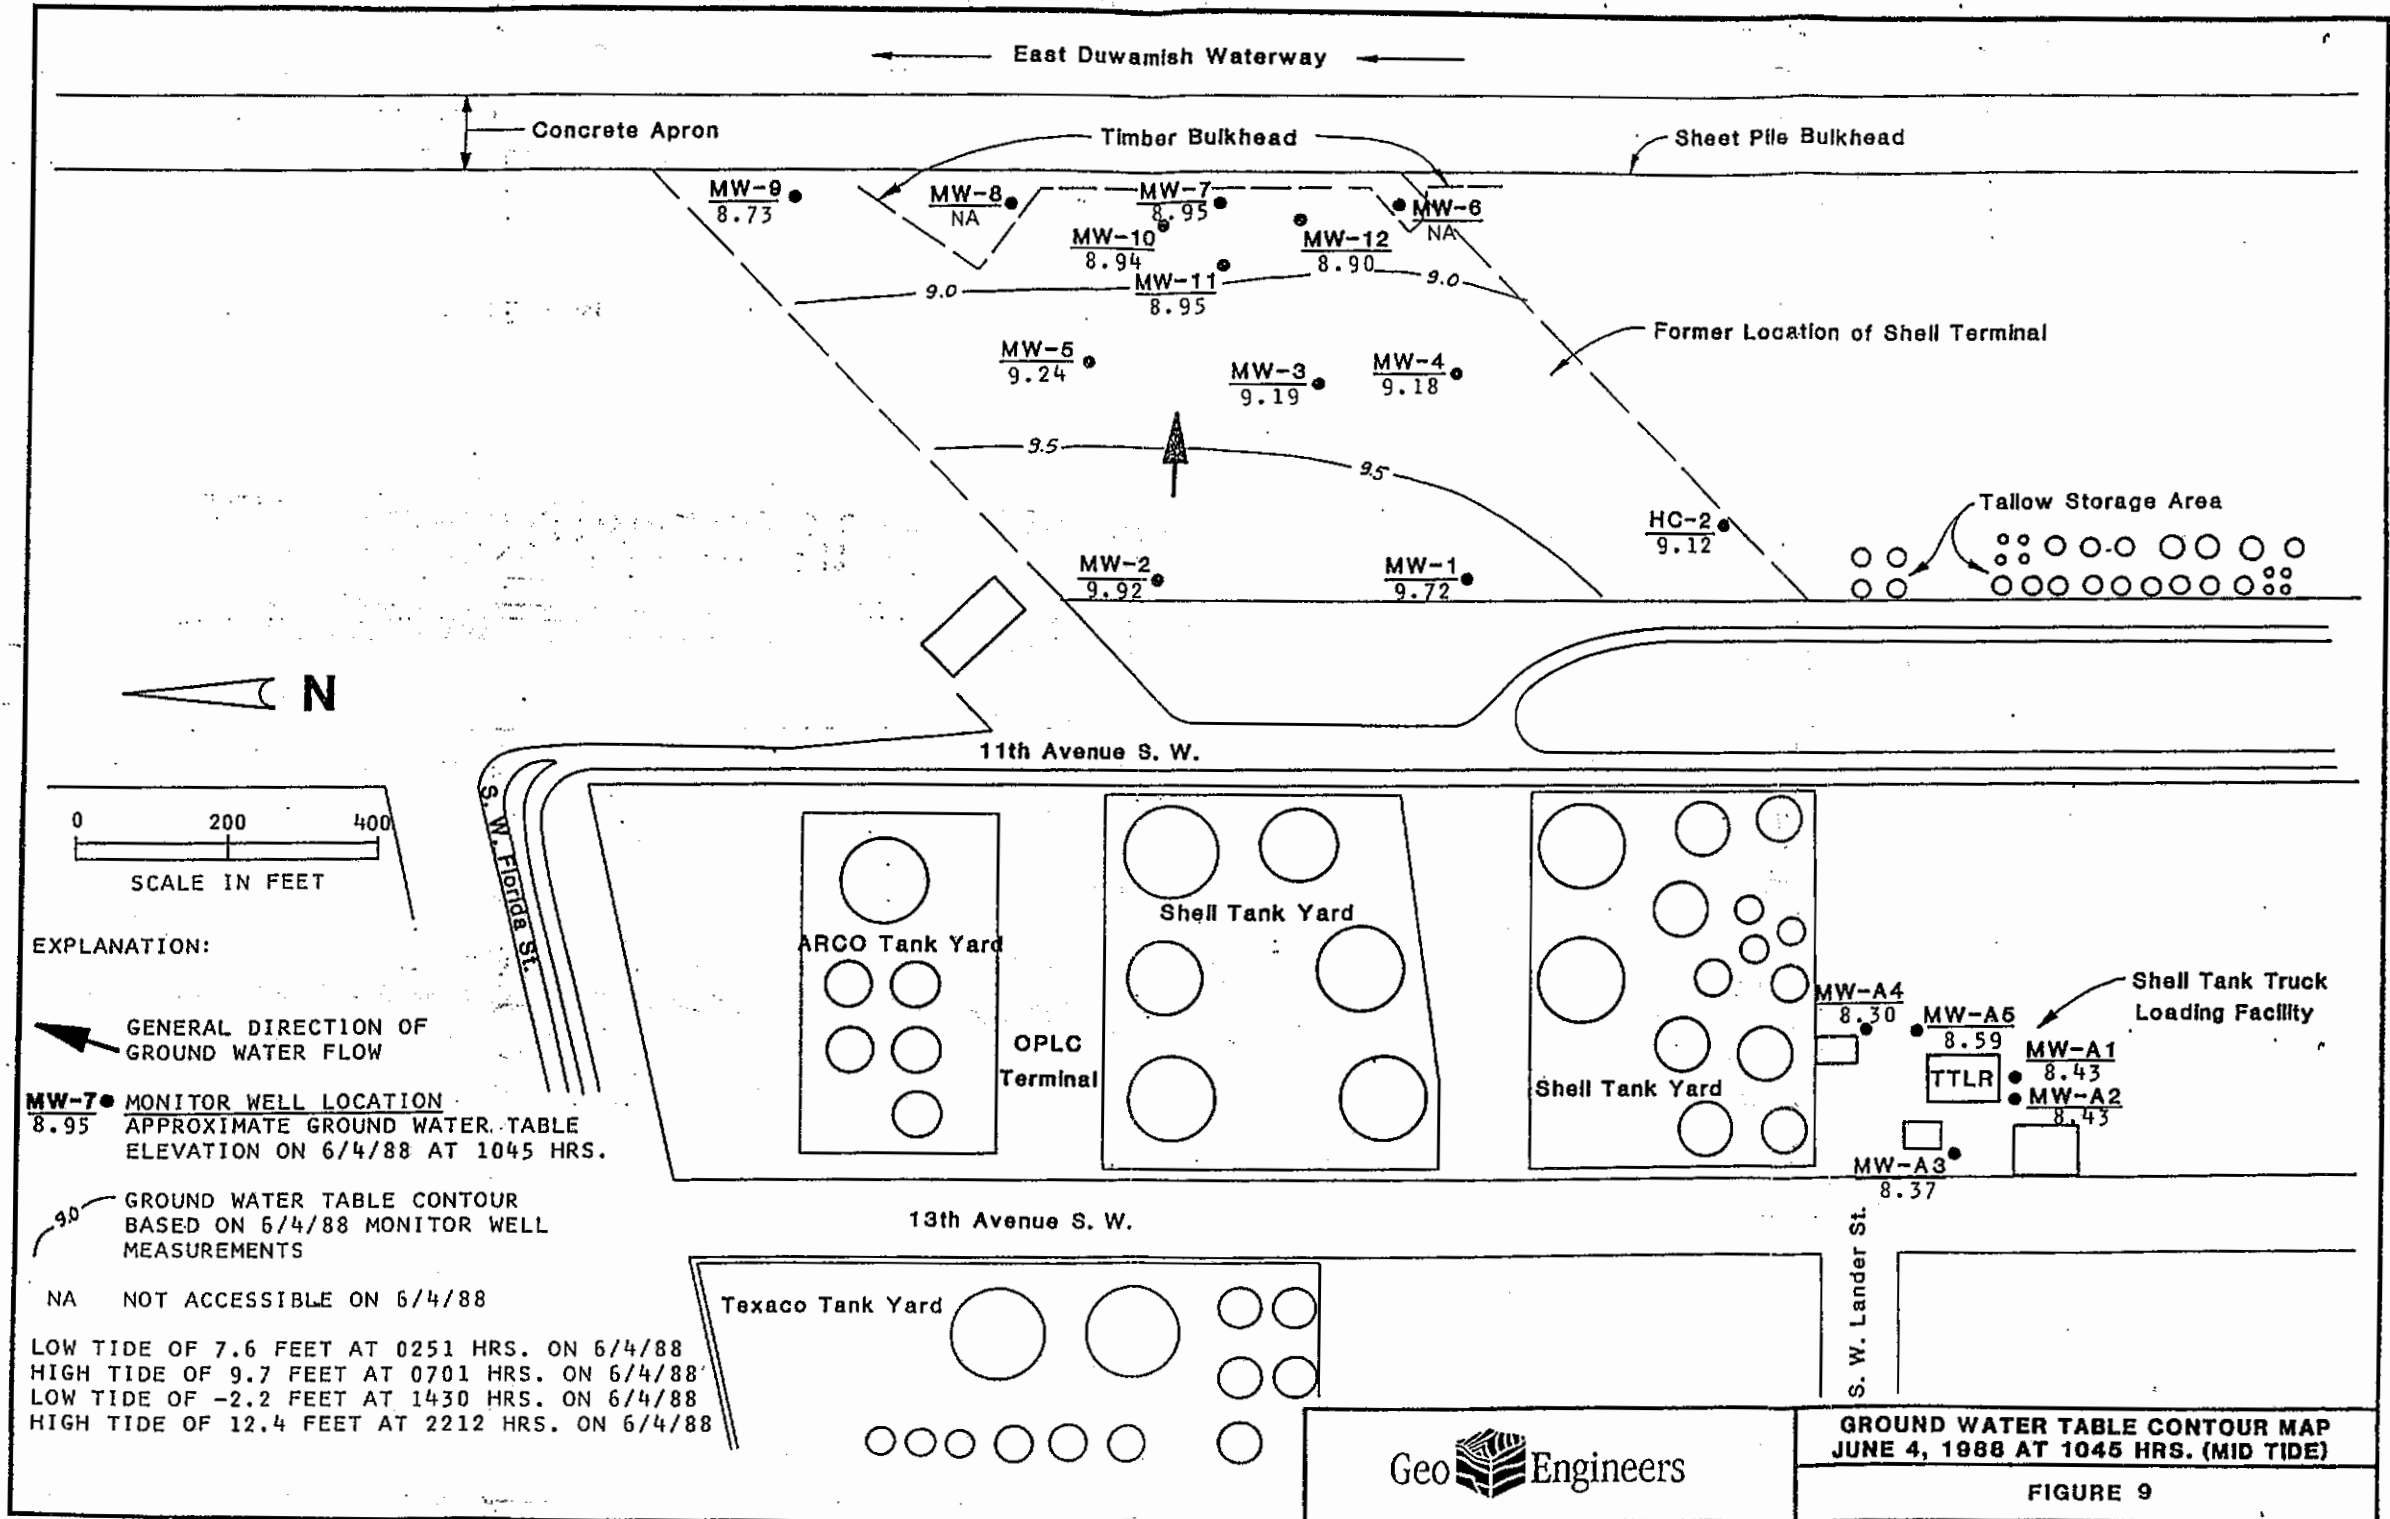 East Duwamish Waterway
Concrete Apron
Timber Bulkhead
Sheet Pile Bulkhead
MW-9
8.73
MW-8
NA
MW-7
8.95
MW-6
NA
MW-10
8.94
MW-12
8.90
MW-11
8.95
9.0
9.0
Former Location of Shell Terminal
MW-5
9.24
MW-3
9.19
MW-4
9.18
9.5
9.5
Tallow Storage Area
HC-2
9.12
MW-2
9.92
MW-1
9.72
N
11th Avenue S. W.
S. W. Florida St.
0 200 400
SCALE IN FEET
Shell Tank Yard
ARCO Tank Yard
OPLC
Terminal
Shell Tank Yard
MW-A4
8.30
MW-A5
8.59
Shell Tank Truck
Loading Facility
MW-A1
8.43
TTLR
MW-A2
8.43
MW-A3
8.37
13th Avenue S. W.
S. W. Lander St.
Texaco Tank Yard
EXPLANATION:
GENERAL DIRECTION OF
GROUND WATER FLOW
MW-7 MONITOR WELL LOCATION
8.95 APPROXIMATE GROUND WATER TABLE
ELEVATION ON 6/4/88 AT 1045 HRS.
9.0 GROUND WATER TABLE CONTOUR
BASED ON 6/4/88 MONITOR WELL
MEASUREMENTS
NA NOT ACCESSIBLE ON 6/4/88
LOW TIDE OF 7.6 FEET AT 0251 HRS. ON 6/4/88
HIGH TIDE OF 9.7 FEET AT 0701 HRS. ON 6/4/88
LOW TIDE OF -2.2 FEET AT 1430 HRS. ON 6/4/88
HIGH TIDE OF 12.4 FEET AT 2212 HRS. ON 6/4/88
Geo Engineers
GROUND WATER TABLE CONTOUR MAP
JUNE 4, 1988 AT 1045 HRS. (MID TIDE)
FIGURE 9